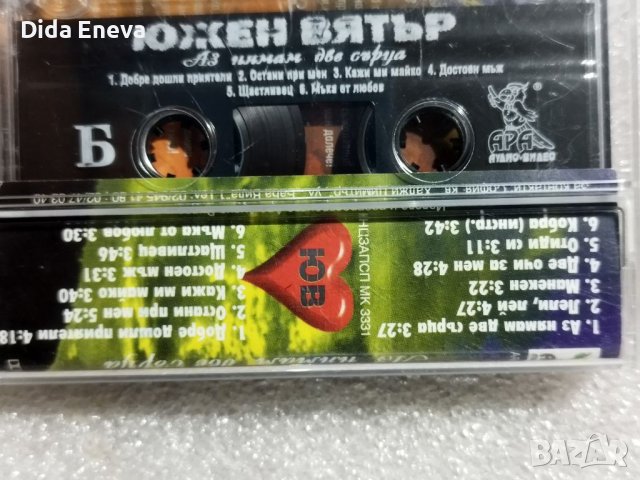 Dida Eneva
ЮЖЕН ВЯТЪР
Аз нямам две сърца
1. Добре дошли приятели 2. Остани при мен 3. Кажи ми майко 4. Достоен мъж
5. Щастливец 6. Мъка от любов
Б
АРА
АУДИО-ВИДЕО
ЮВ
НЦЗАПСП МК 3331
1. Аз нямам две сърца 3:27
2. Лели, лей 4:27
3. Манекен 3:22
4. Две очи за мен 4:28
5. Отиди си 3:11
6. Кобра (инстр.) 3:42
1. Добре дошли приятели 4:18
2. Остани при мен 5:24
3. Кажи ми майко 3:40
4. Достоен мъж 3:31
5. Щастливец 3:46
6. Мъка от любов 3:30
BAZAR